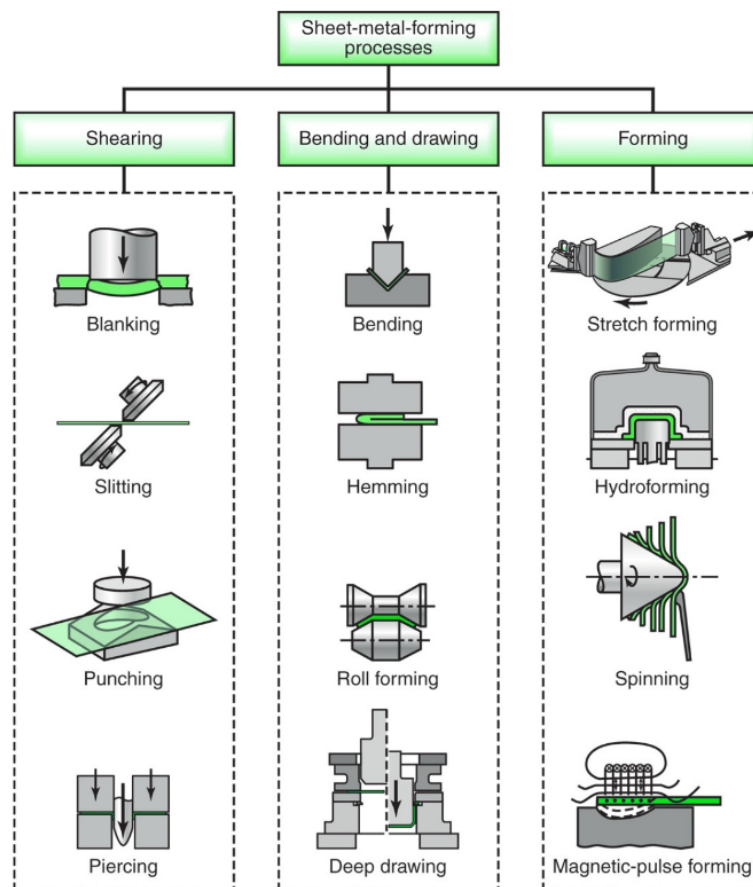 Sheet-metal-forming
processes
Shearing
Bending and drawing
Forming
Blanking
Bending
Stretch forming
Slitting
Hemming
Hydroforming
Punching
Roll forming
Spinning
Piercing
Deep drawing
Magnetic-pulse forming